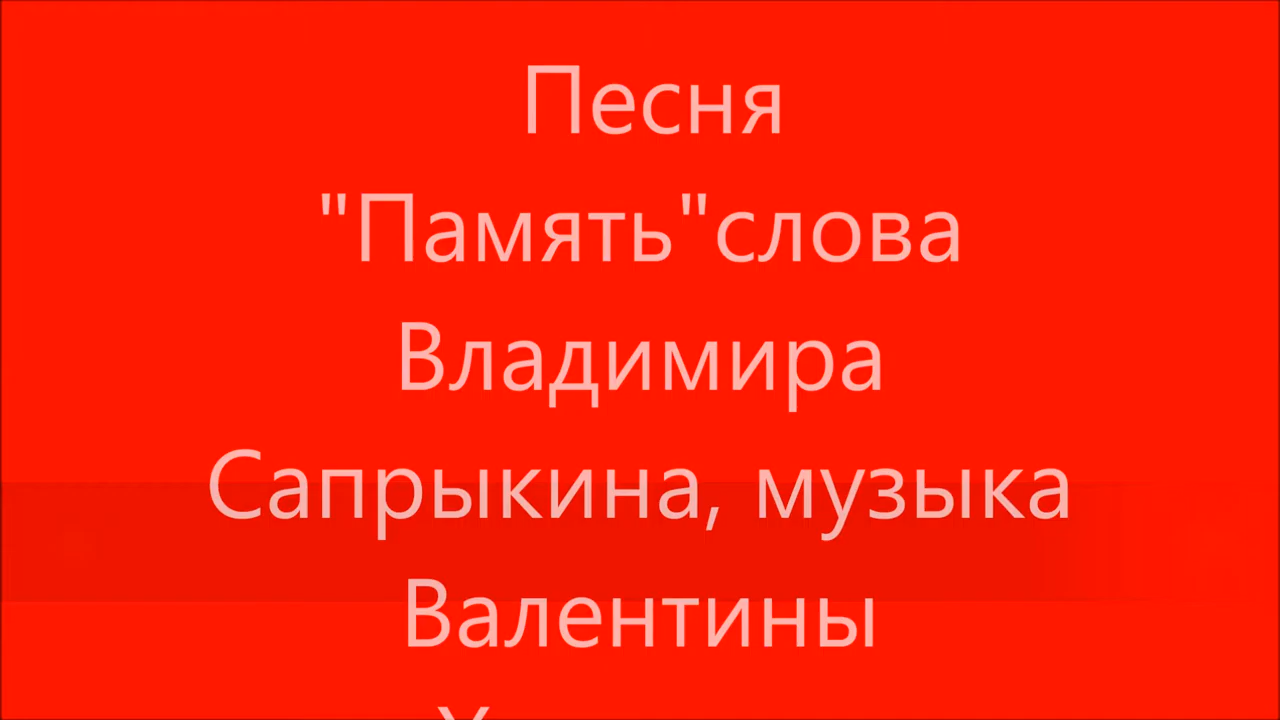 Песня
"Память"слова
Владимира
Сапрыкина, музыка
Валентины